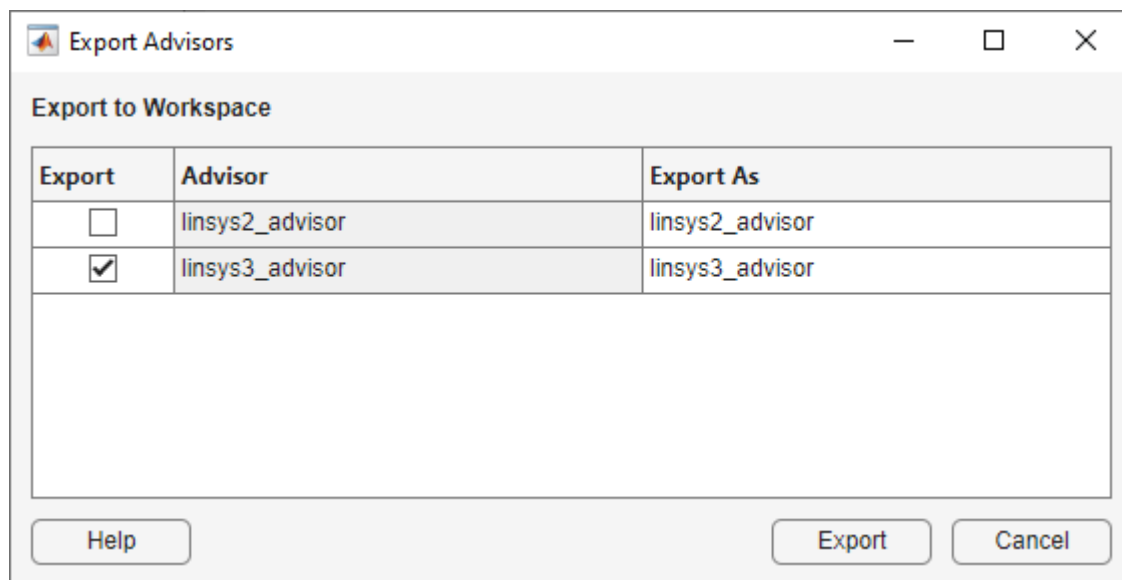 Export Advisors
Export to Workspace
Export Advisor Export As
linsys2_advisor linsys2_advisor
linsys3_advisor linsys3_advisor
Help Export Cancel